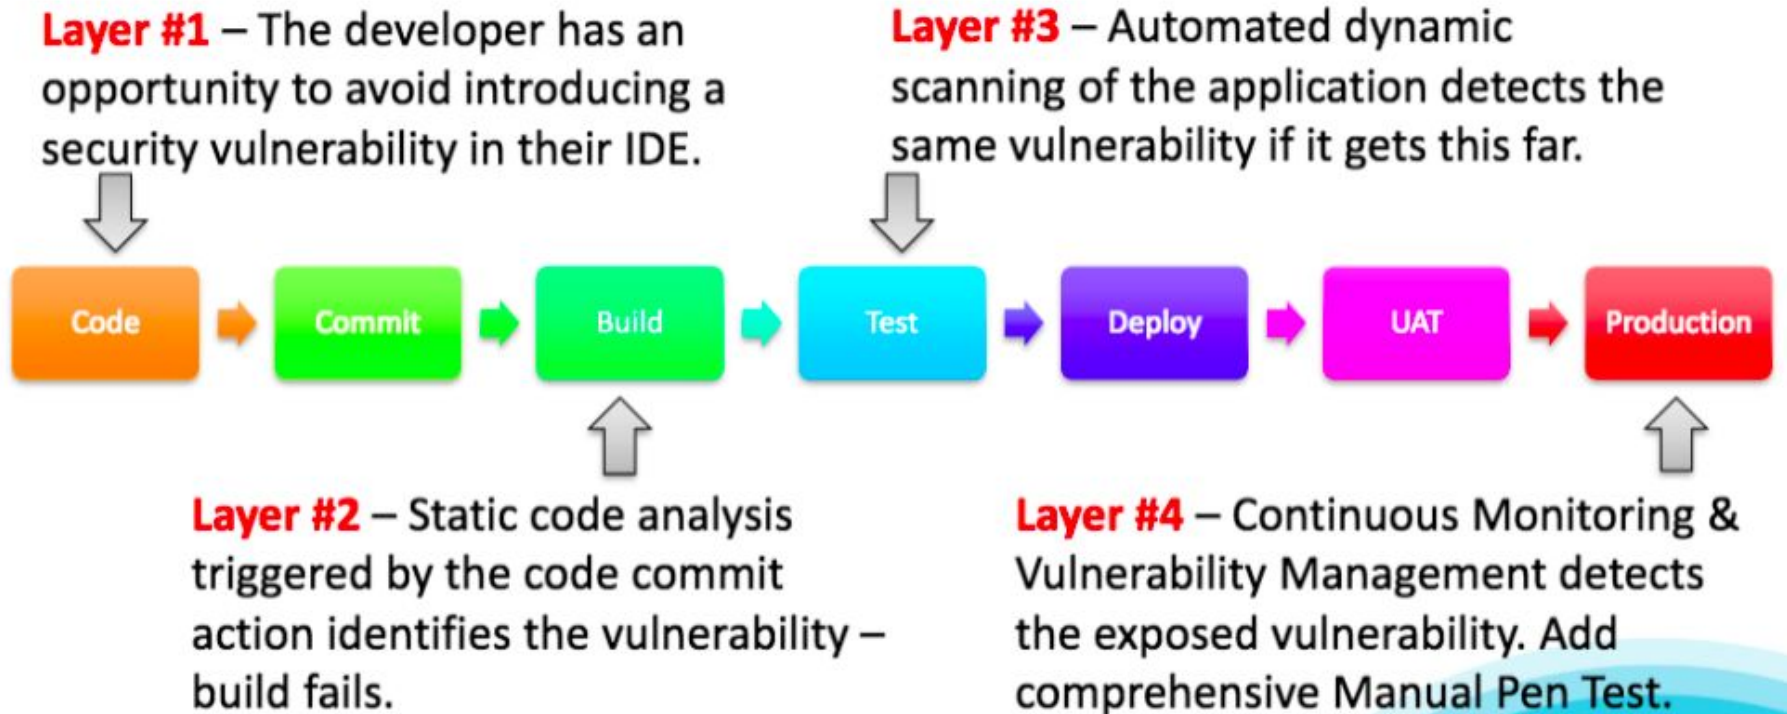 Layer #1 – The developer has an
opportunity to avoid introducing a
security vulnerability in their IDE.
Layer #3 – Automated dynamic
scanning of the application detects the
same vulnerability if it gets this far.
Code
Commit
Build
Test
Deploy
UAT
Production
Layer #2 – Static code analysis
triggered by the code commit
action identifies the vulnerability –
build fails.
Layer #4 – Continuous Monitoring &
Vulnerability Management detects
the exposed vulnerability. Add
comprehensive Manual Pen Test.